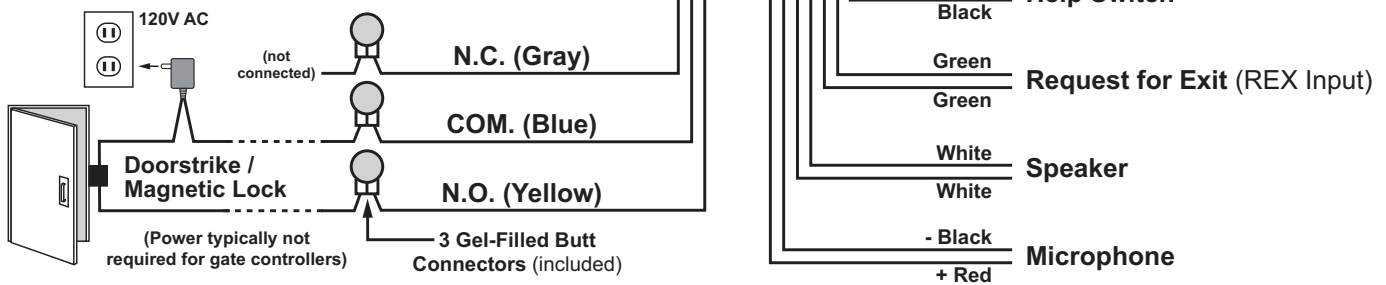 120V AC
(not
connected)
N.C. (Gray)
COM. (Blue)
Doorstrike /
Magnetic Lock
N.O. (Yellow)
(Power typically not
required for gate controllers)
3 Gel-Filled Butt
Connectors (included)
Help Switch
Black
Green
Request for Exit (REX Input)
Green
White
Speaker
White
- Black
Microphone
+ Red